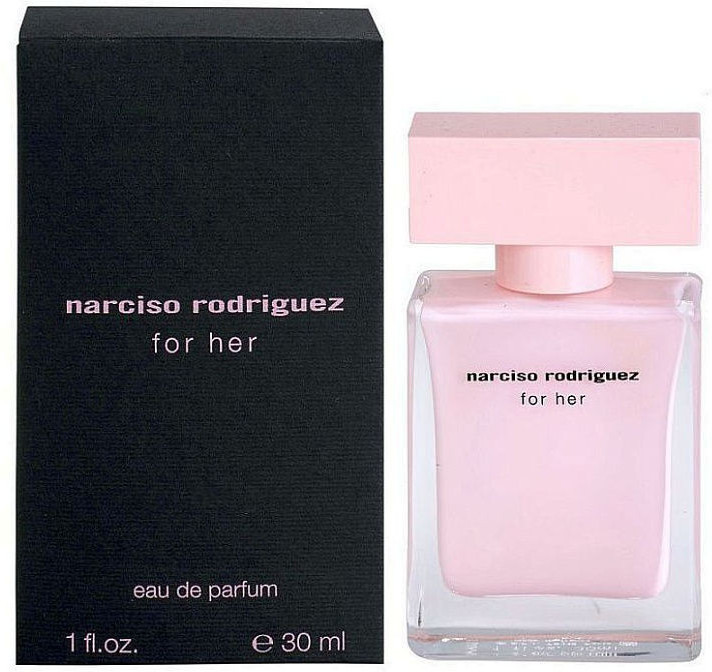 narciso rodriguez
for her
eau de parfum
1 fl.oz. ℮ 30 ml
narciso rodriguez
for her